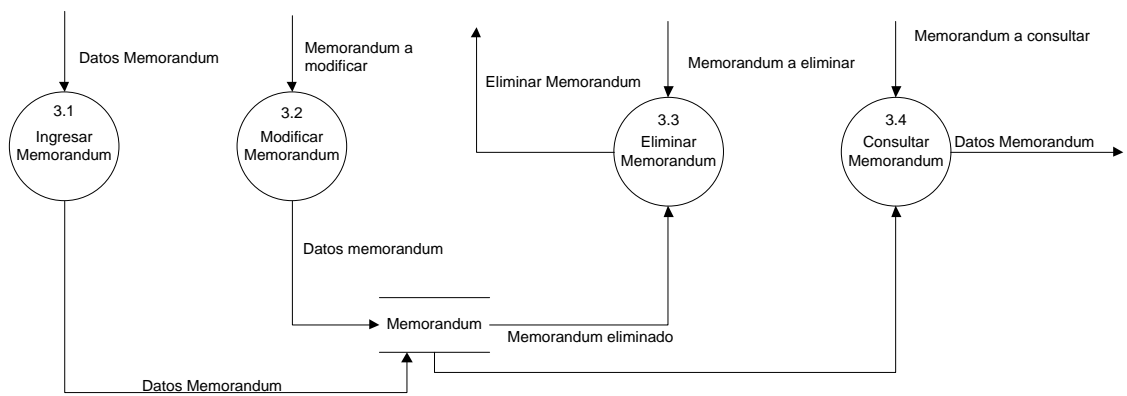 Datos Memorandum
Memorandum a
modificar
Eliminar Memorandum
Memorandum a eliminar
Memorandum a consultar
3.1
Ingresar
Memorandum
3.2
Modificar
Memorandum
3.3
Eliminar
Memorandum
3.4
Consultar
Memorandum
Datos Memorandum
Datos memorandum
Memorandum
Memorandum eliminado
Datos Memorandum